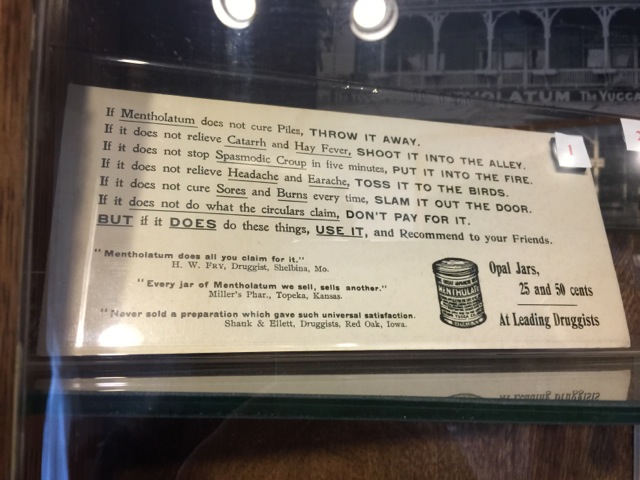 THOLATUM The YUCCA
If Mentholatum does not cure Piles, THROW IT AWAY.
If it does not relieve Catarrh and Hay Fever, SHOOT IT INTO THE ALLEY.
If it does not stop Spasmodic Croup in five minutes, PUT IT INTO THE FIRE.
If it does not relieve Headache and Earache, TOSS IT TO THE BIRDS.
If it does not cure Sores and Burns every time, SLAM IT OUT THE DOOR.
If it does not do what the circulars claim, DON'T PAY FOR IT.
BUT if it DOES do these things, USE IT, and Recommend to your Friends.
"Mentholatum does all you claim for it."
H. W. FRY, Druggist, Shelbina, Mo.
"Every jar of Mentholatum we sell, sells another."
Miller's Phar., Topeka, Kansas.
"Never sold a preparation which gave such universal satisfaction.
Shank & Ellett, Druggists, Red Oak, Iowa.
MENTHOLATUM
Opal Jars,
25 and 50 cents
At Leading Druggists
1